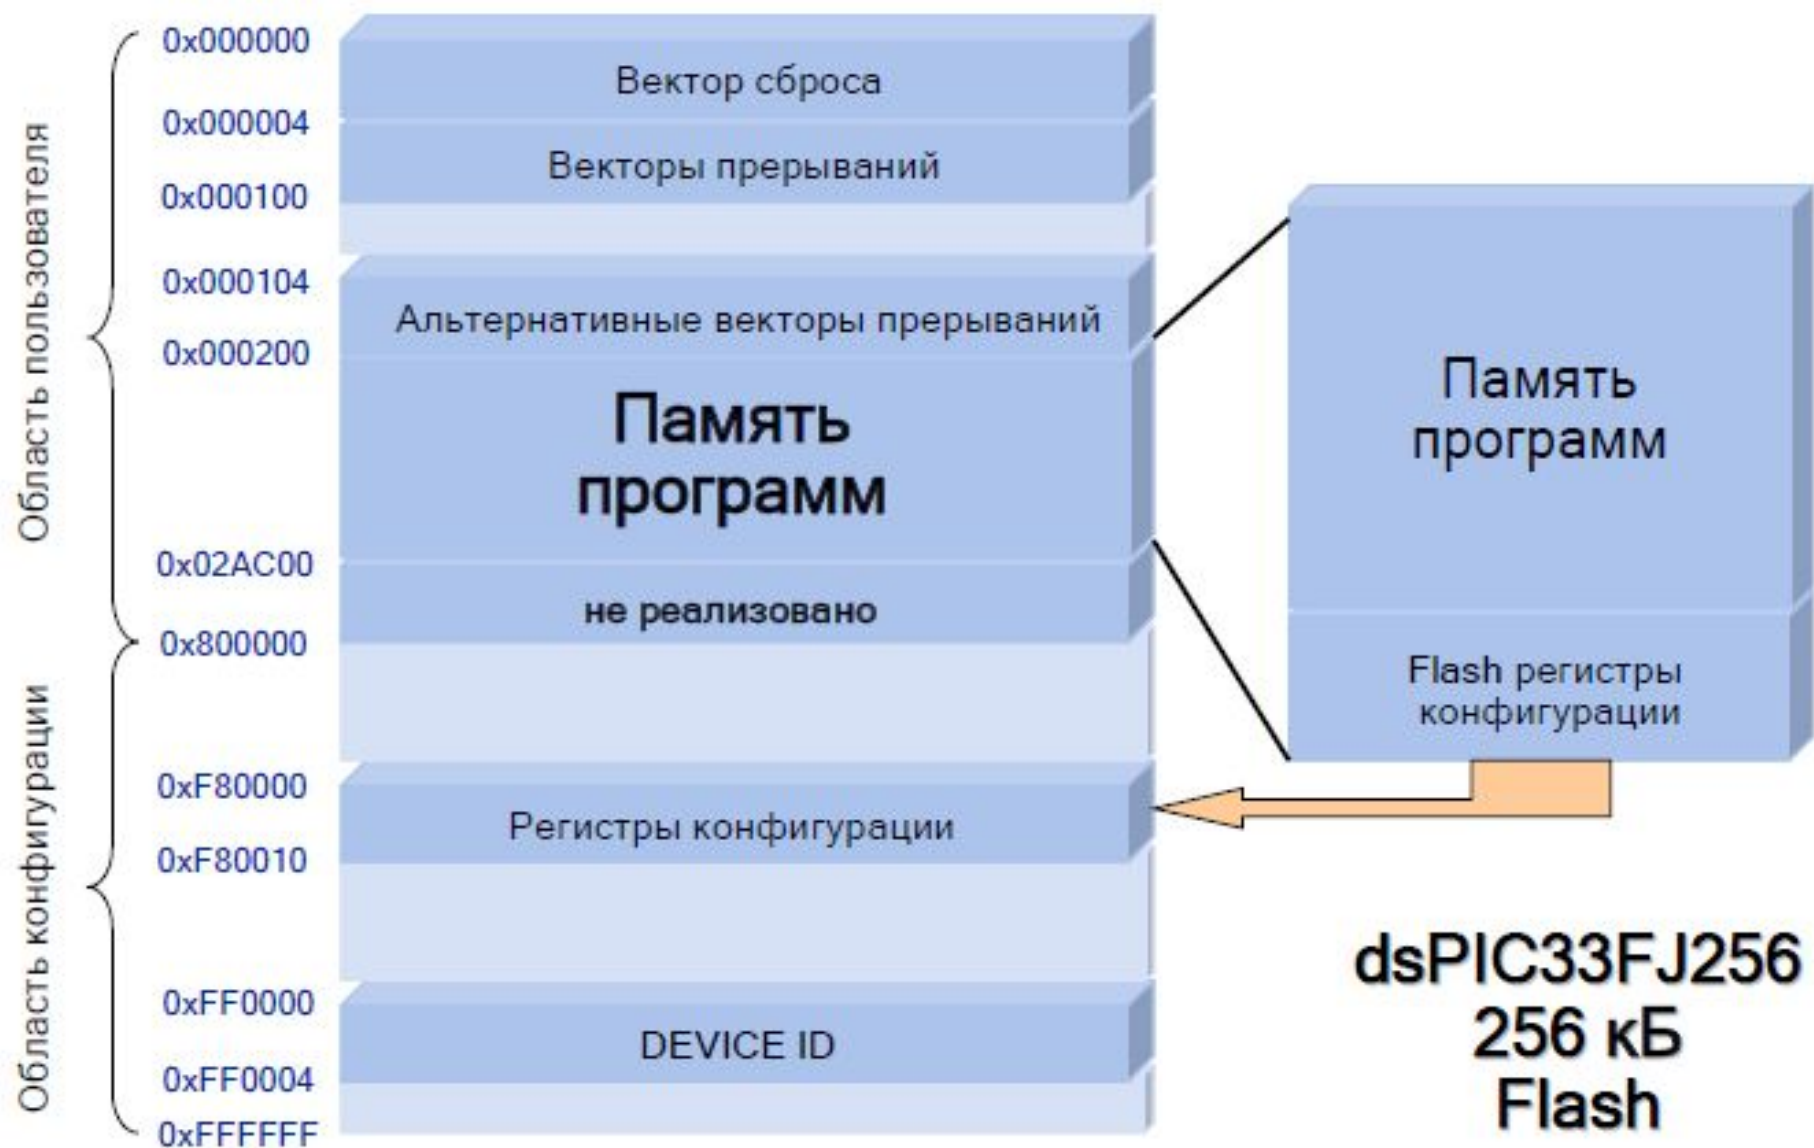 0x000000
Вектор сброса
0x000004
Векторы прерываний
0x000100
0x000104
Альтернативные векторы прерываний
0x000200
Память
программ
0x02AC00
не реализовано
0x800000
Область пользователя
0xF80000
Регистры конфигурации
0xF80010
0xFF0000
DEVICE ID
0xFF0004
0xFFFFFF
Область конфигурации
Память
программ
Flash регистры
конфигурации
dsPIC33FJ256
256 кБ
Flash